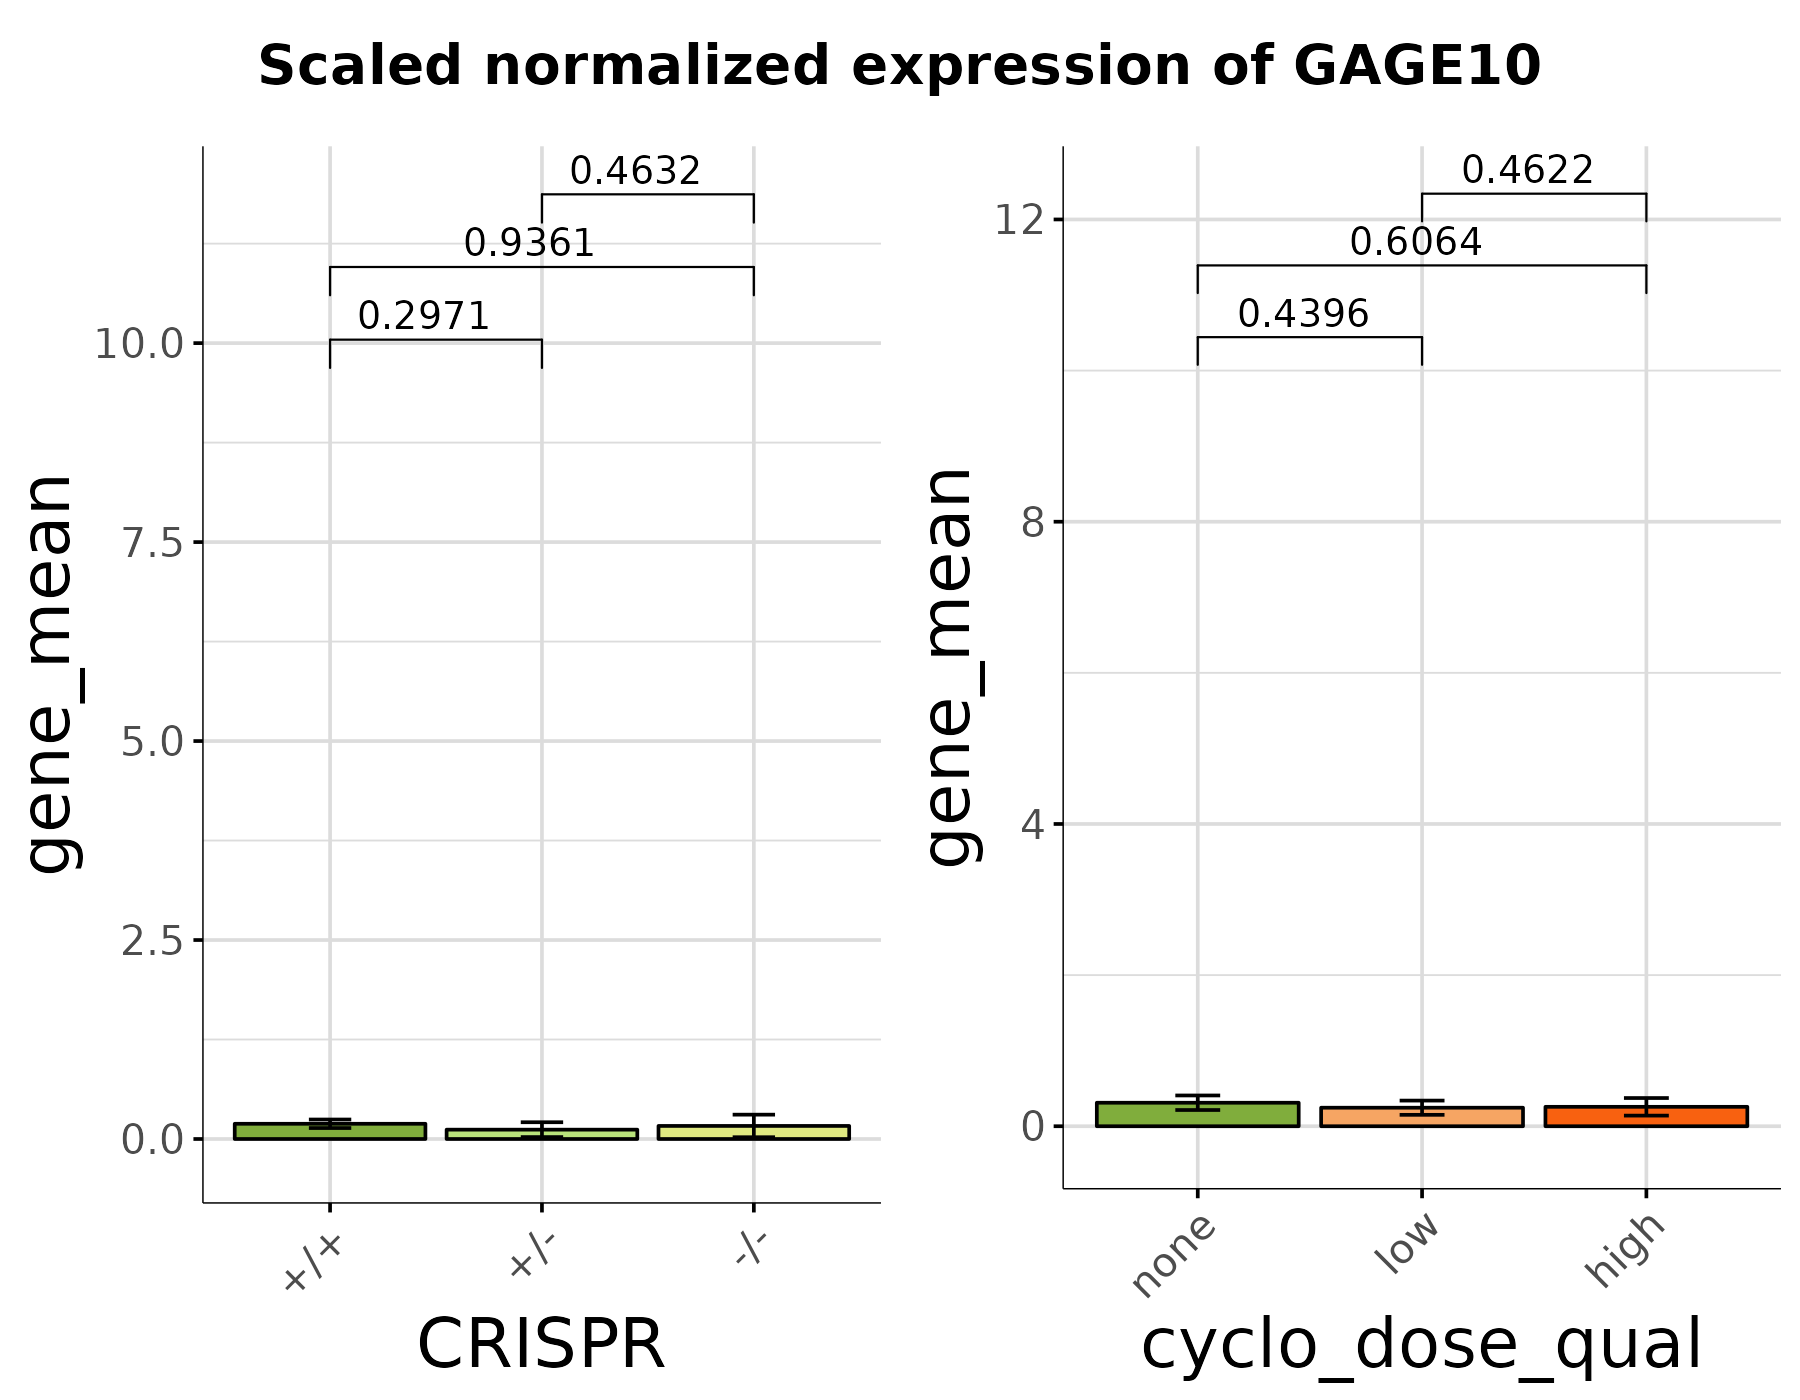 Scaled normalized expression of GAGE10
gene_mean
10.0
7.5
5.0
2.5
0.0
0.4632
0.9361
0.2971
+/+
+/-
-/-
CRISPR
gene_mean
12
8
4
0
0.4622
0.6064
0.4396
none
low
high
cyclo_dose_qual